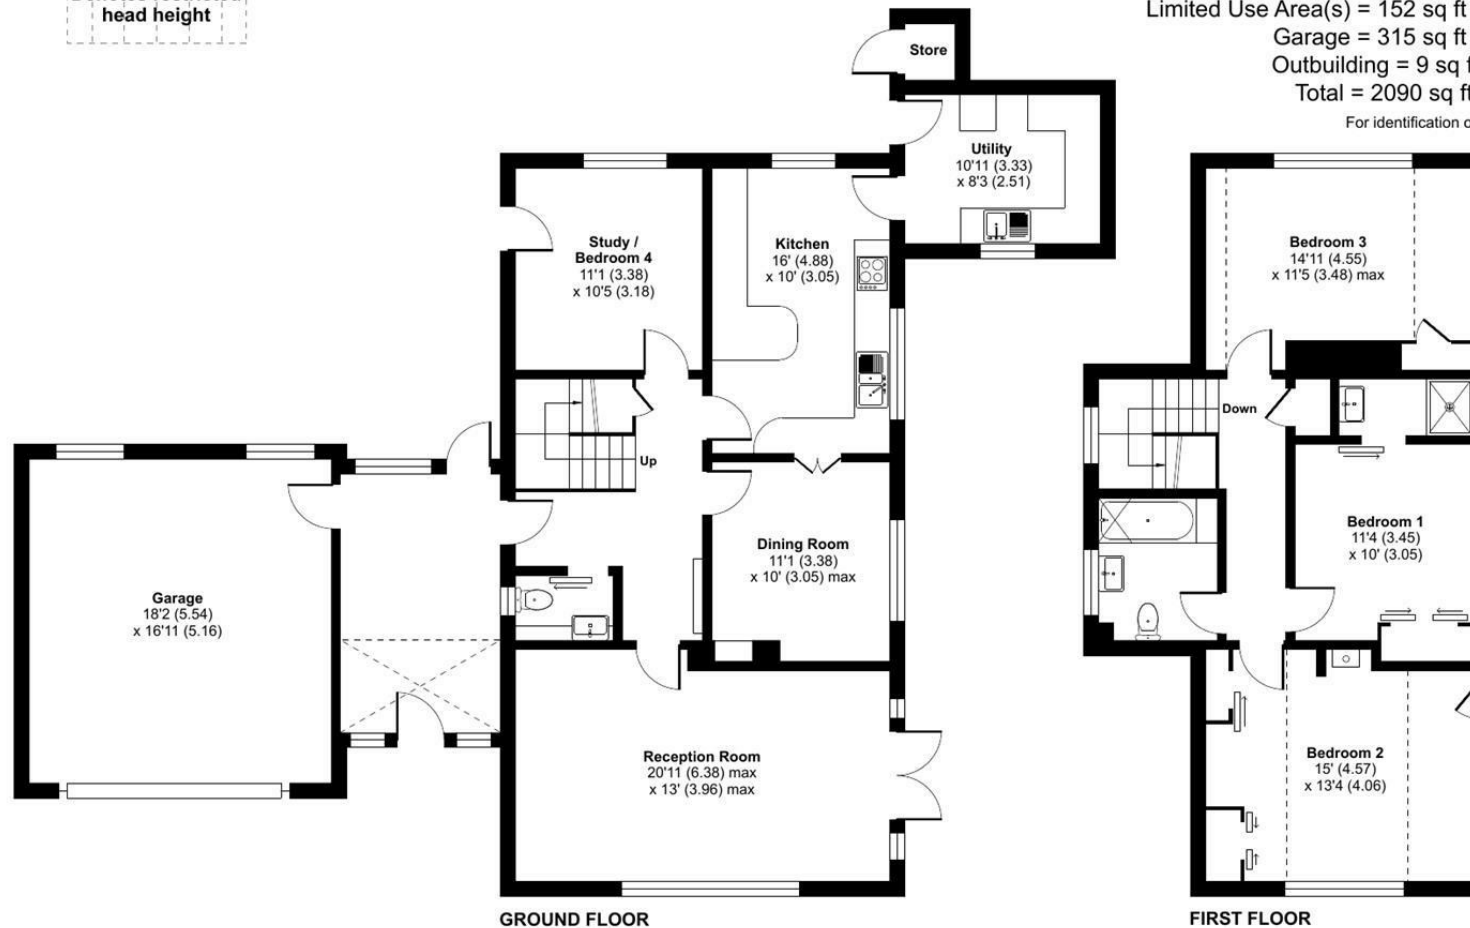 head height
Limited Use Area(s) = 152 sq ft
Garage = 315 sq ft
Outbuilding = 9 sq f
Total = 2090 sq ft
For identification o
Store
Utility
10'11 (3.33)
x 8'3 (2.51)
Study /
Bedroom 4
11'1 (3.38)
x 10'5 (3.18)
Kitchen
16' (4.88)
x 10' (3.05)
Up
Dining Room
11'1 (3.38)
x 10' (3.05) max
Garage
18'2 (5.54)
x 16'11 (5.16)
Reception Room
20'11 (6.38) max
x 13' (3.96) max
GROUND FLOOR
Bedroom 3
14'11 (4.55)
x 11'5 (3.48) max
Down
Bedroom 1
11'4 (3.45)
x 10' (3.05)
Bedroom 2
15' (4.57)
x 13'4 (4.06)
FIRST FLOOR